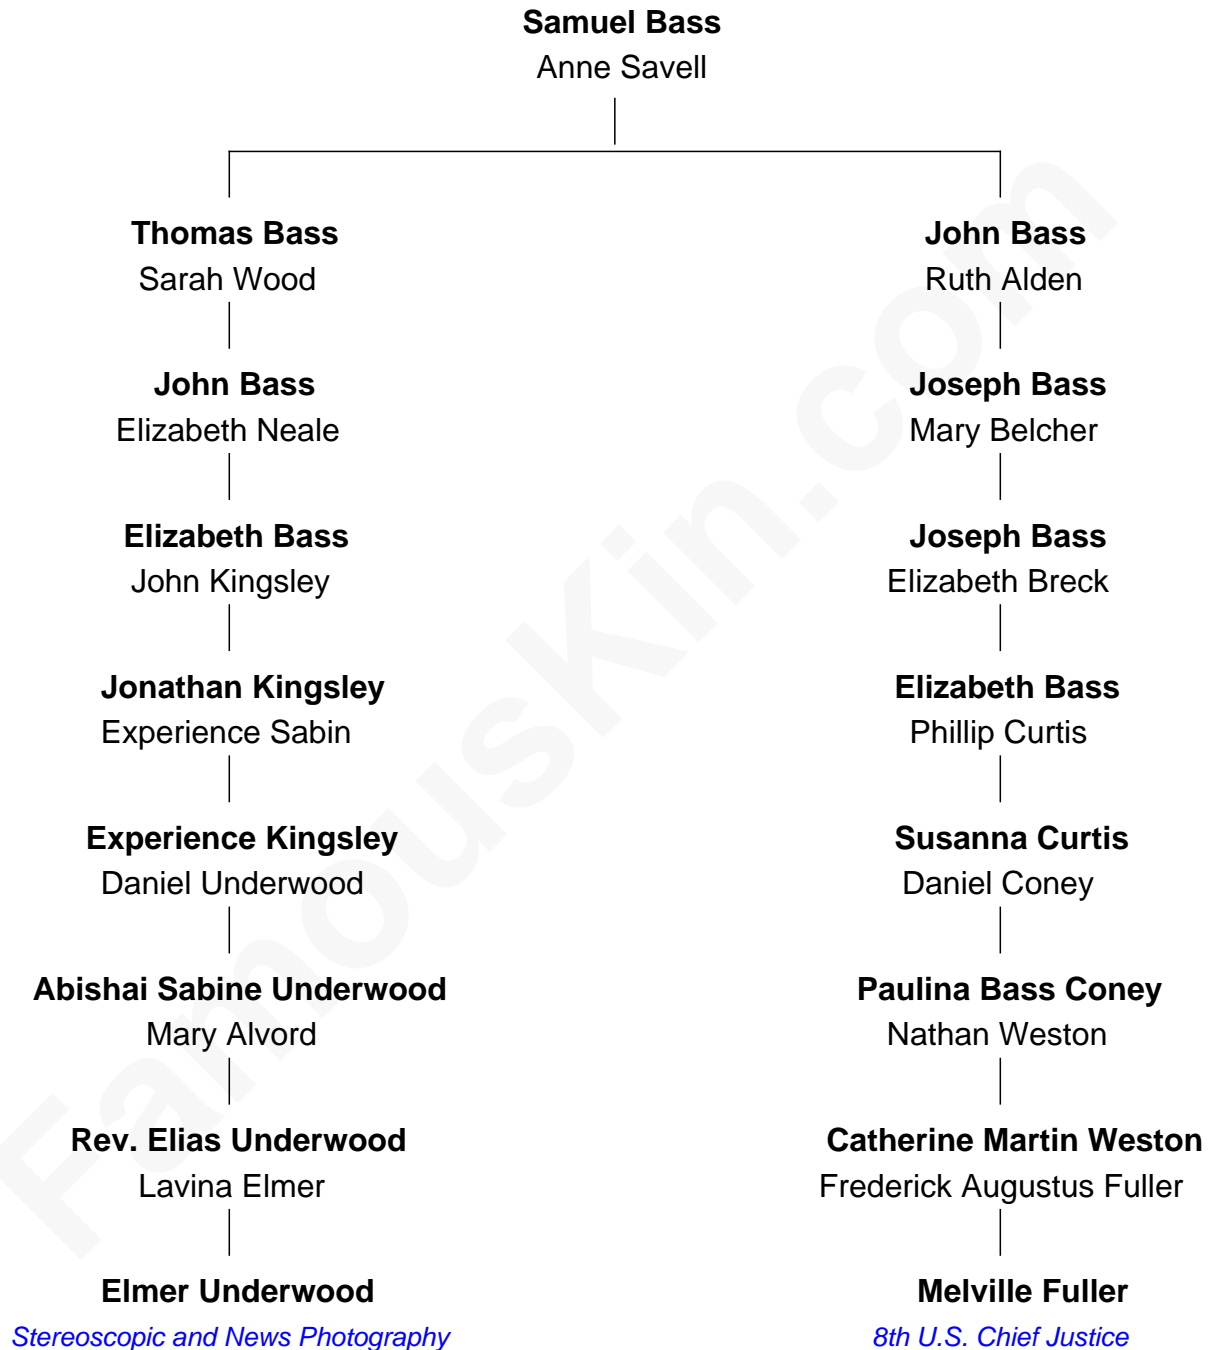 Samuel Bass
Anne Savell
Thomas Bass
Sarah Wood
John Bass
Elizabeth Neale
Elizabeth Bass
John Kingsley
Jonathan Kingsley
Experience Sabin
Experience Kingsley
Daniel Underwood
Abishai Sabine Underwood
Mary Alvord
Rev. Elias Underwood
Lavina Elmer
Elmer Underwood
Stereoscopic and News Photography
John Bass
Ruth Alden
Joseph Bass
Mary Belcher
Joseph Bass
Elizabeth Breck
Elizabeth Bass
Phillip Curtis
Susanna Curtis
Daniel Coney
Paulina Bass Coney
Nathan Weston
Catherine Martin Weston
Frederick Augustus Fuller
Melville Fuller
8th U.S. Chief Justice
FamousKin.com